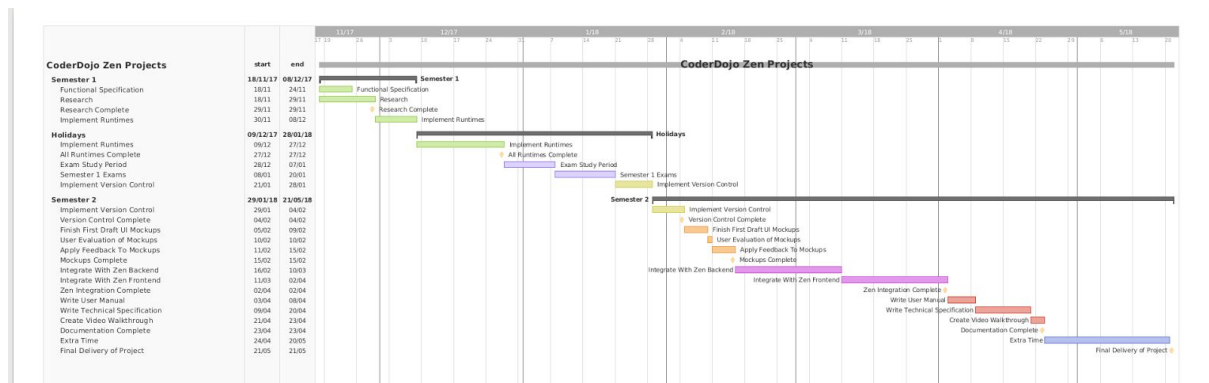 11/17 12/17 1/18 2/18 3/18 4/18 5/18
CoderDojo Zen Projects start end CoderDojo Zen Projects
Semester 1 18/11/17 08/12/17 Semester 1
Functional Specification 18/11 24/11 Functional Specification
Research 18/11 29/11 Research
Research Complete 29/11 29/11 Research Complete
Implement Runtimes 30/11 08/12 Implement Runtimes
Holidays 09/12/17 28/01/18 Holidays
Implement Runtimes 09/12 27/12 Implement Runtimes
All Runtimes Complete 27/12 27/12 All Runtimes Complete
Exam Study Period 28/12 07/01 Exam Study Period
Semester 1 Exams 08/01 20/01 Semester 1 Exams
Implement Version Control 21/01 28/01 Implement Version Control
Semester 2 29/01/18 21/05/18 Semester 2
Implement Version Control 29/01 04/02 Implement Version Control
Version Control Complete 04/02 04/02 Version Control Complete
Finish First Draft UI Mockups 05/02 09/02 Finish First Draft UI Mockups
User Evaluation of Mockups 10/02 10/02 User Evaluation of Mockups
Apply Feedback To Mockups 11/02 15/02 Apply Feedback To Mockups
Mockups Complete 15/02 15/02 Mockups Complete
Integrate With Zen Backend 16/02 10/03 Integrate With Zen Backend
Integrate With Zen Frontend 11/03 02/04 Integrate With Zen Frontend
Zen Integration Complete 02/04 02/04 Zen Integration Complete
Write User Manual 03/04 08/04 Write User Manual
Write Technical Specification 09/04 20/04 Write Technical Specification
Create Video Walkthrough 21/04 23/04 Create Video Walkthrough
Documentation Complete 23/04 23/04 Documentation Complete
Extra Time 24/04 20/05 Extra Time
Final Delivery of Project 21/05 21/05 Final Delivery of Project